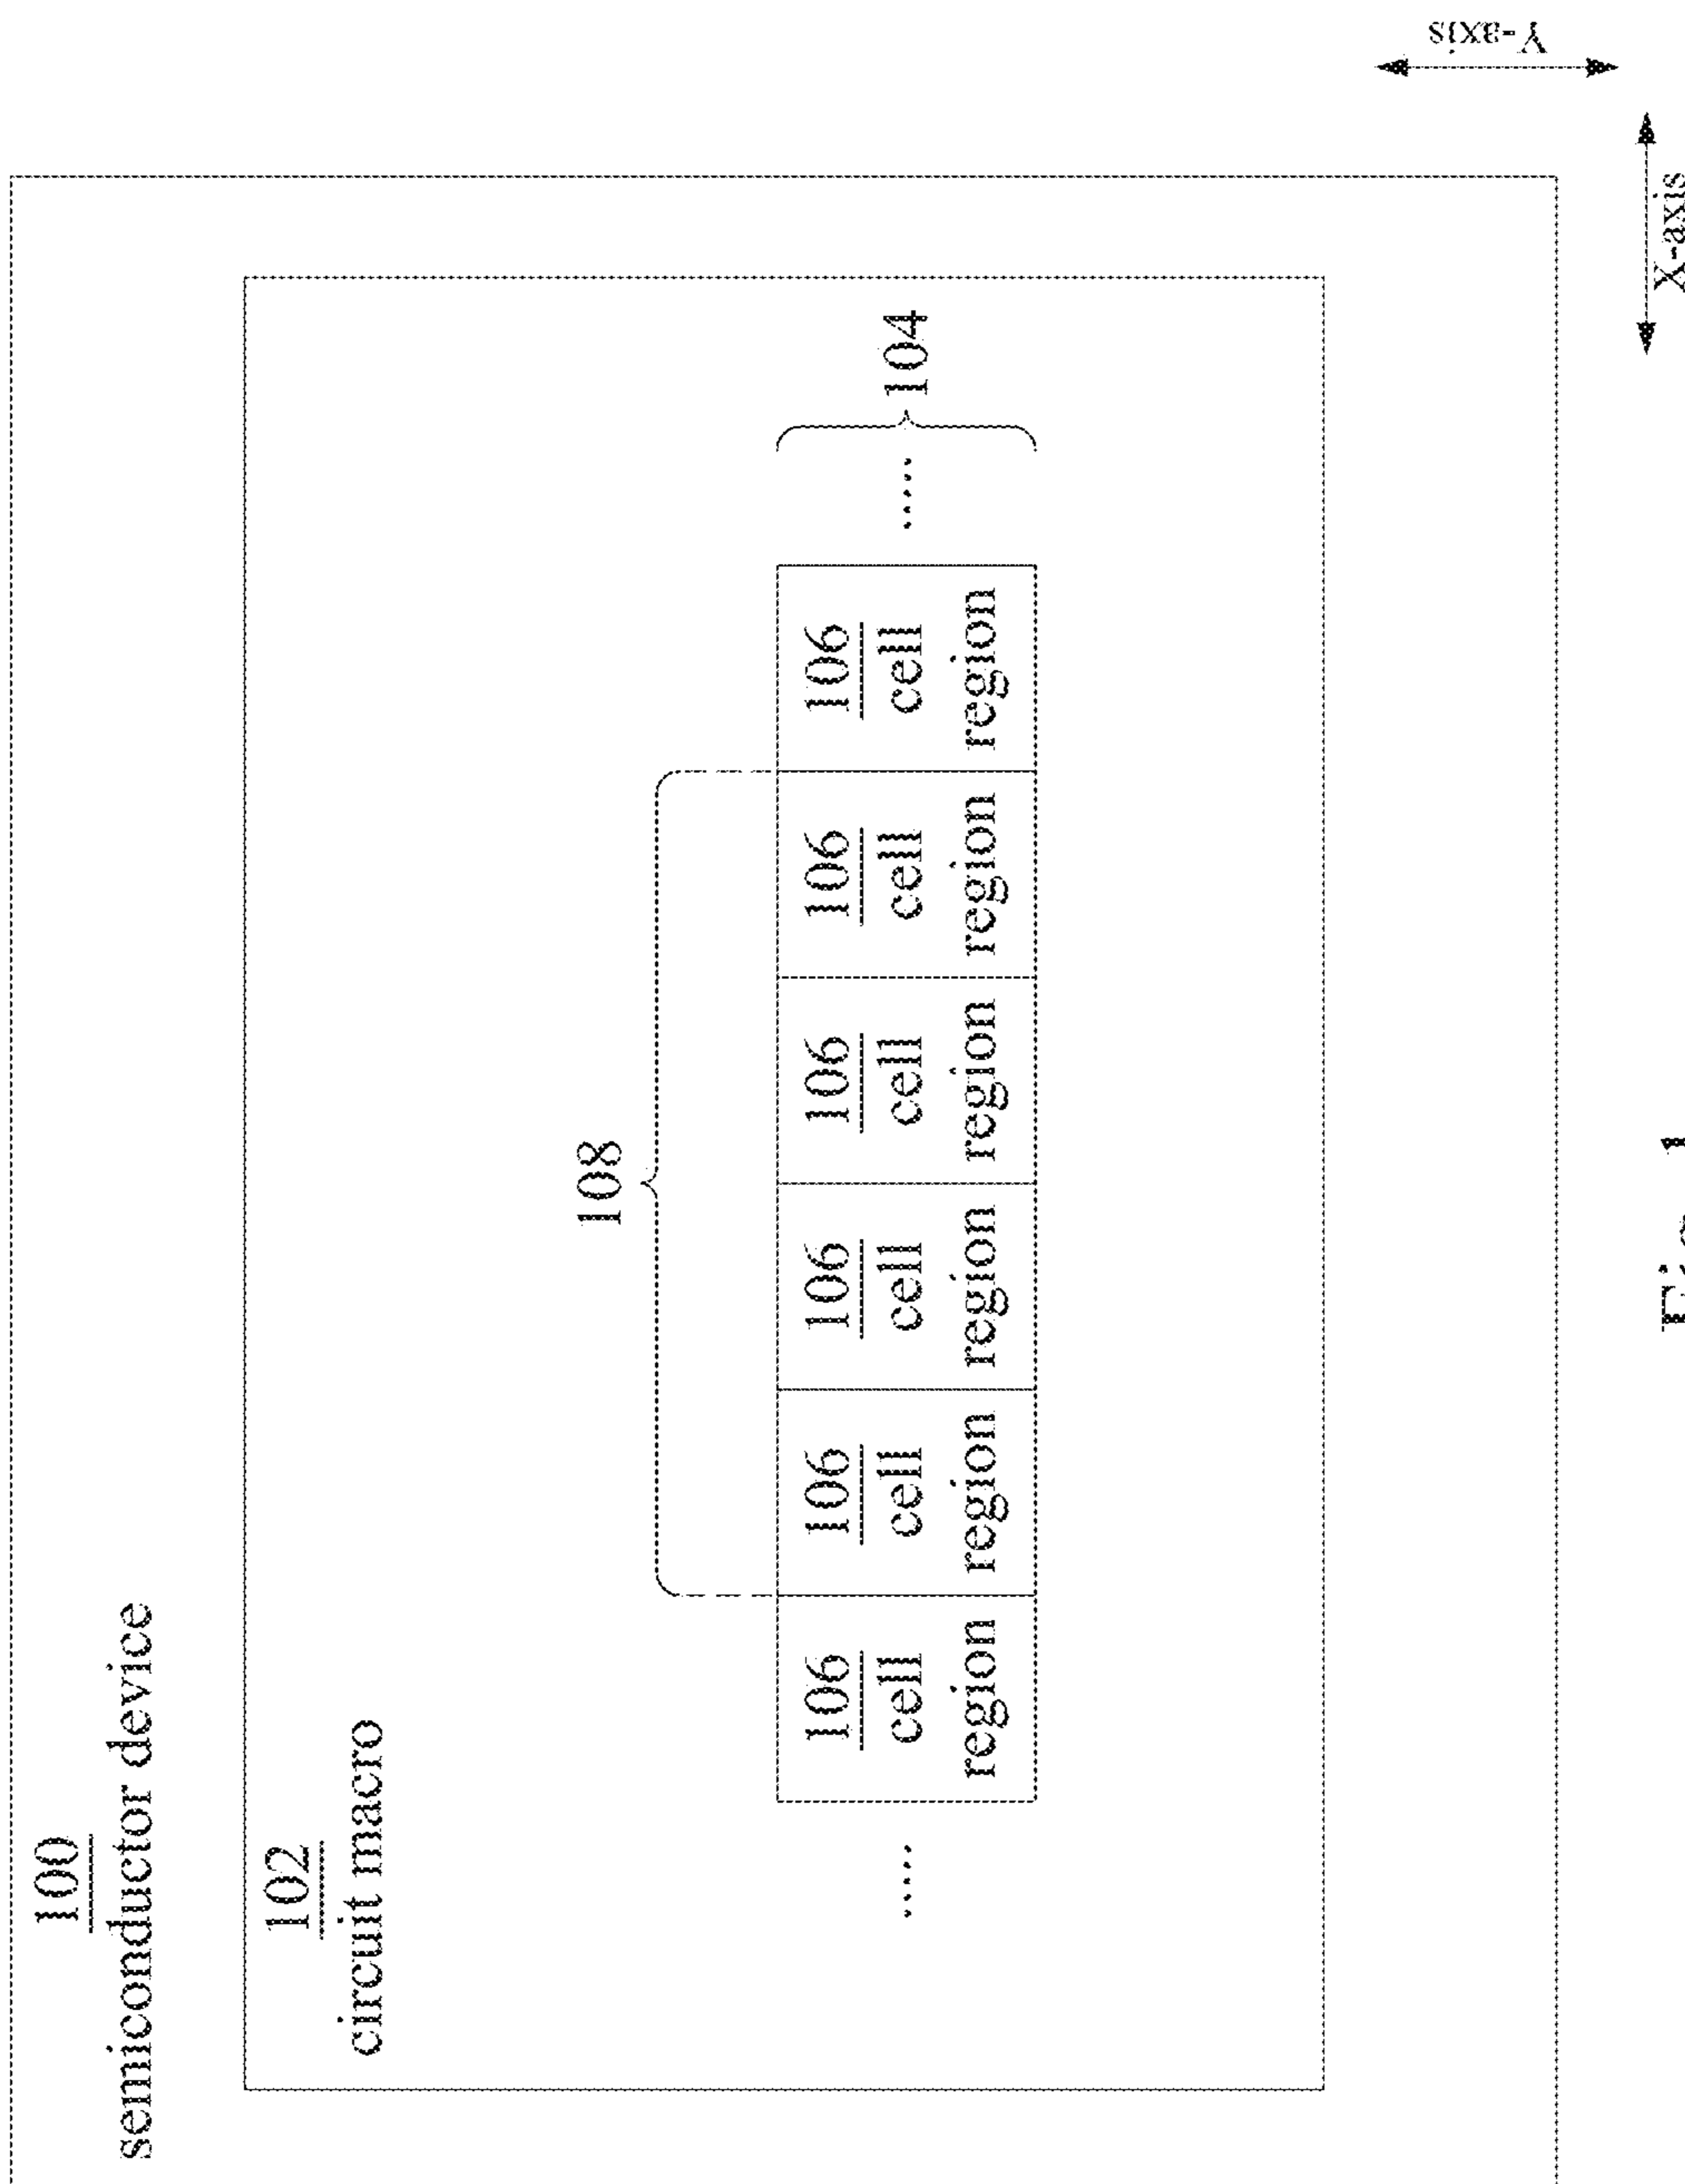 100
semiconductor device
102
circuit macro
108
106
cell
region
106
cell
region
106
cell
region
106
cell
region
106
cell
region
106
cell
region
.....
.....
104
Y-axis
X-axis